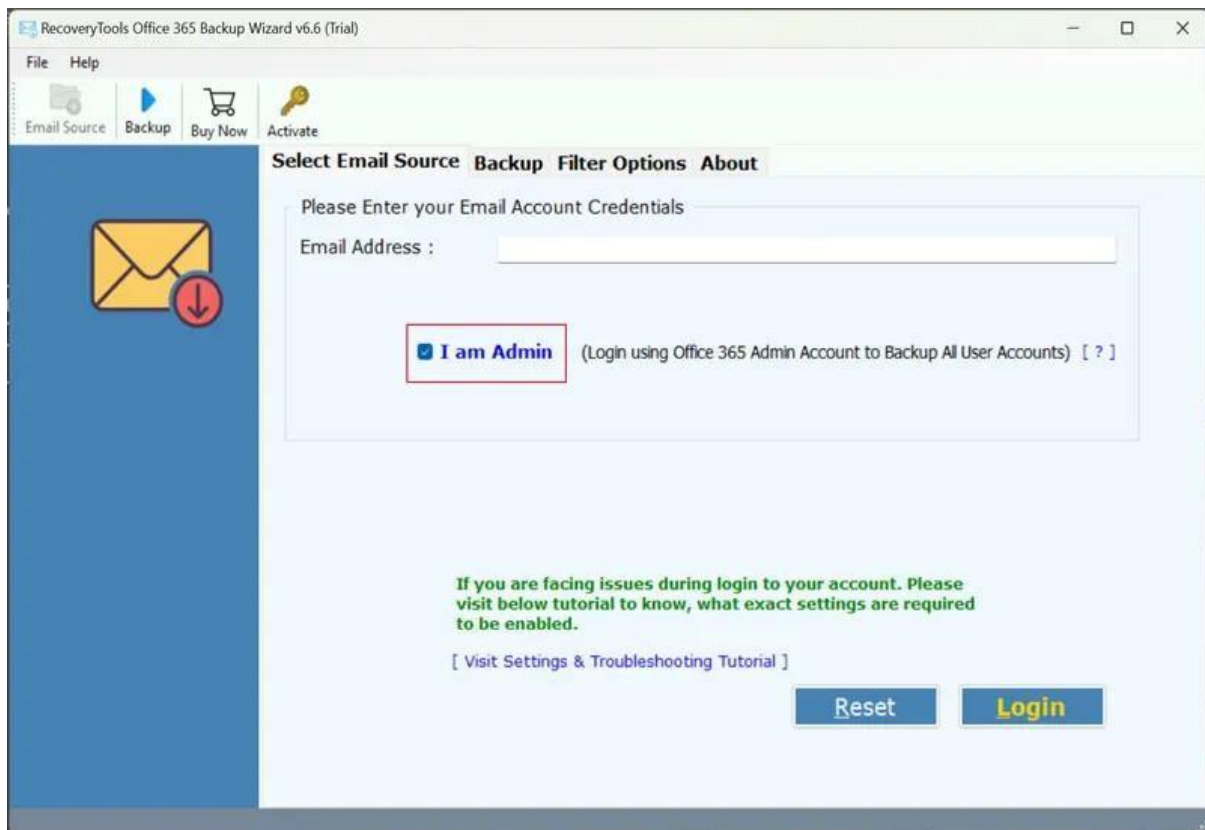 RecoveryTools Office 365 Backup Wizard v6.6 (Trial)
File Help
Email Source Backup Buy Now Activate
Select Email Source Backup Filter Options About
Please Enter your Email Account Credentials
Email Address :
I am Admin (Login using Office 365 Admin Account to Backup All User Accounts) [ ? ]
If you are facing issues during login to your account. Please
visit below tutorial to know, what exact settings are required
to be enabled.
[ Visit Settings & Troubleshooting Tutorial ]
Reset Login